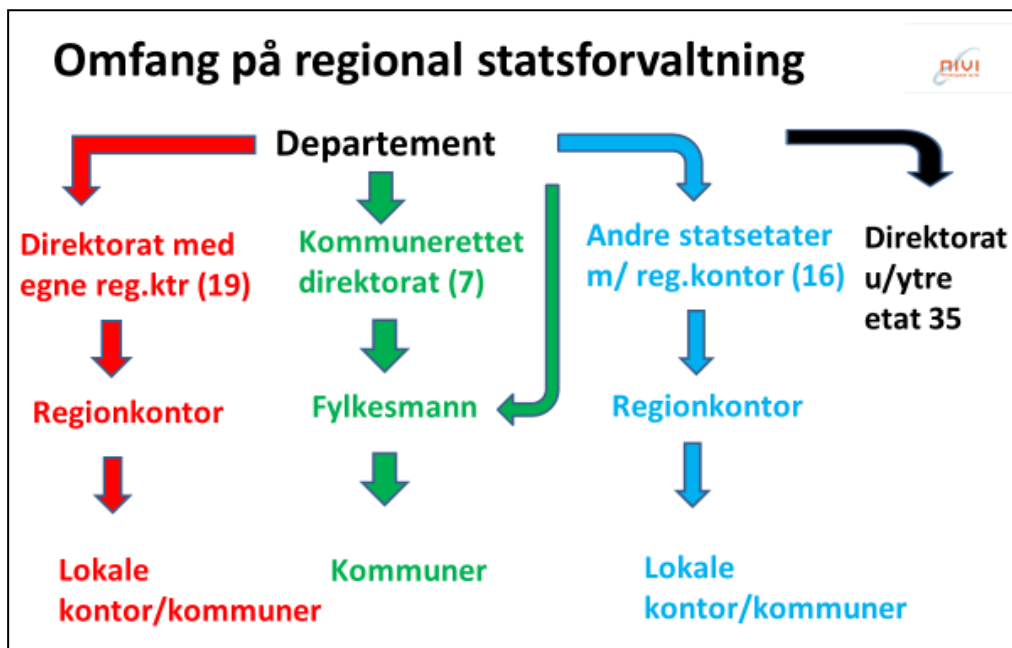 Omfang på regional statsforvaltning
nivi
Departement
Direktorat med
egne reg.ktr (19)
Kommunerettet
direktorat (7)
Andre statsetater
m/ reg.kontor (16)
Direktorat
u/ytre
etat 35
Regionkontor
Fylkesmann
Regionkontor
Lokale
kontor/kommuner
Kommuner
Lokale
kontor/kommuner